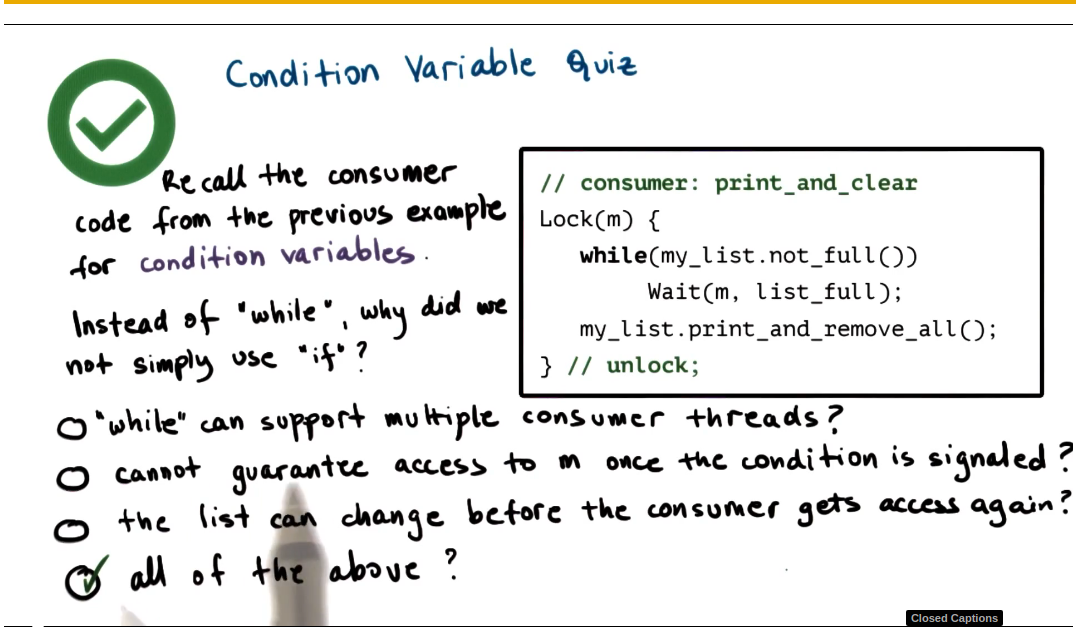 Condition Variable Quiz
Recall the consumer
code from the previous example
for condition variables.
Instead of "while", why did we
not simply use "if"?
// consumer: print_and_clear
Lock(m) {
while(my_list.not_full())
Wait(m, list_full);
my_list.print_and_remove_all();
} // unlock;
"while" can support multiple consumer threads?
cannot guarantee access to m once the condition is signaled?
the list can change before the consumer gets access again?
all of the above?
Closed Captions